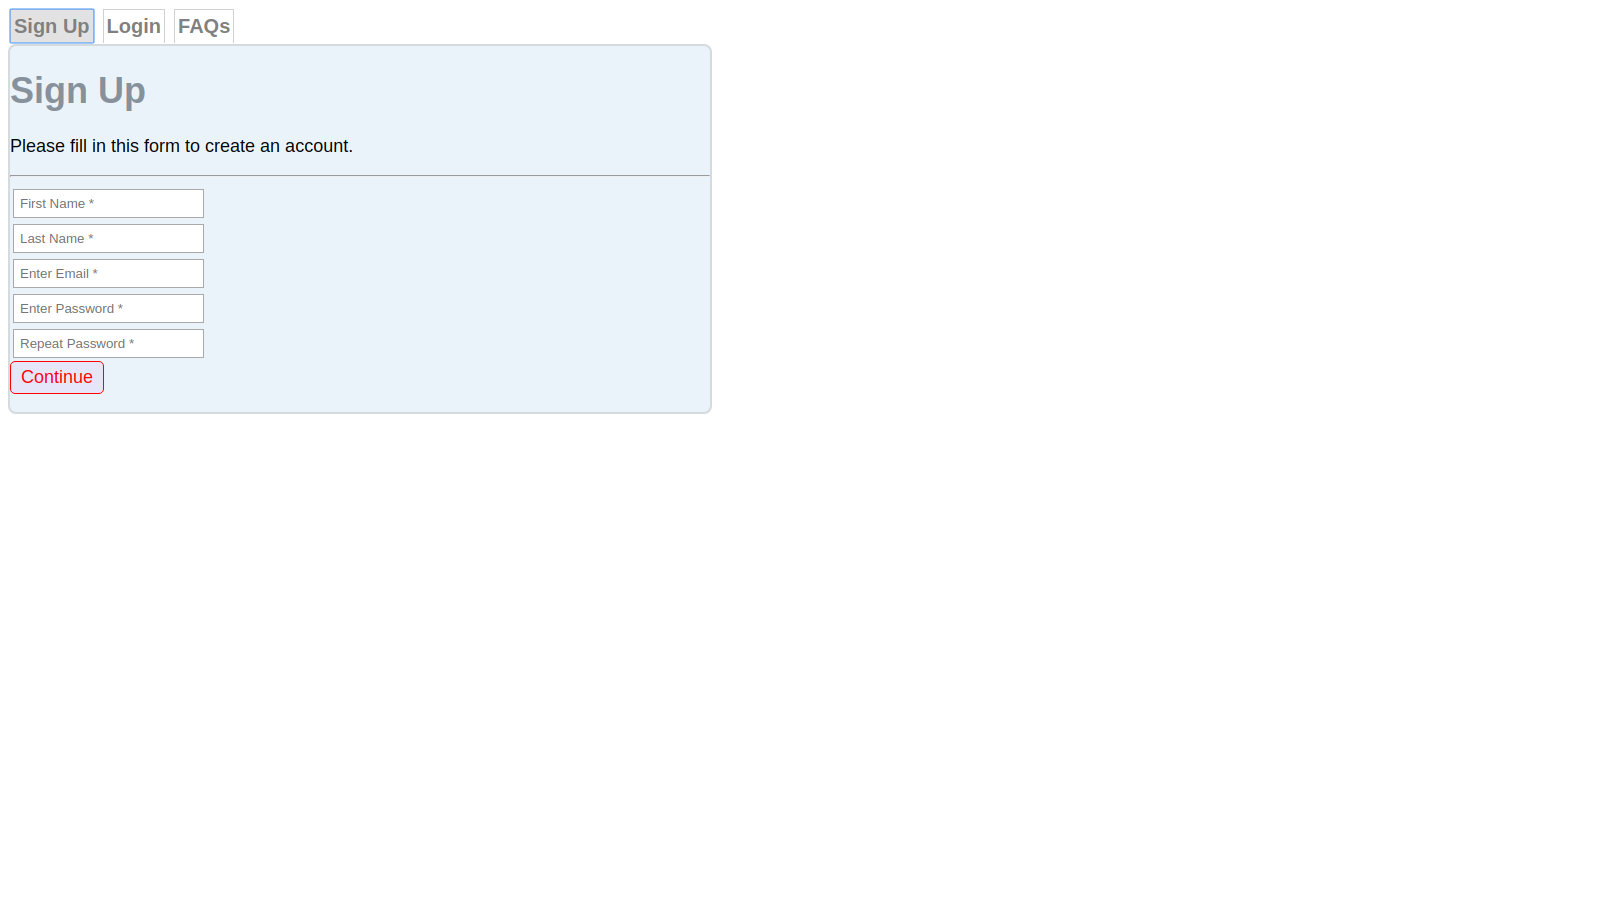 Sign Up Login FAQs
Sign Up
Please fill in this form to create an account.
First Name *
Last Name *
Enter Email *
Enter Password *
Repeat Password *
Continue